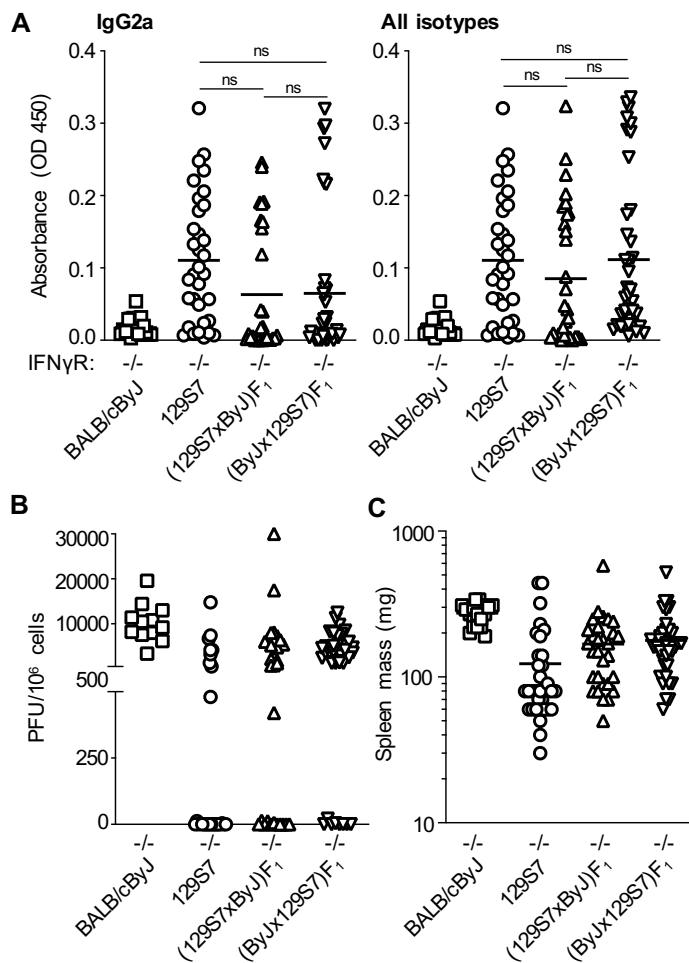 A
IgG2a
All isotypes
Absorbance (OD 450)
0.4
0.3
0.2
0.1
0.0
ns
ns
ns
0.4
0.3
0.2
0.1
0.0
ns
ns
ns
IFNγR: -/- -/- -/- -/- -/- -/- -/- -/-
BALB/cByJ
129S7
(129S7xByJ)F1
(ByJx129S7)F1
BALB/cByJ
129S7
(129S7xByJ)F1
(ByJx129S7)F1
B
PFU/10⁶ cells
30000
20000
10000
500
250
0
-/- -/- -/- -/-
BALB/cByJ
129S7
(129S7xByJ)F1
(ByJx129S7)F1
C
Spleen mass (mg)
1000
100
10
-/- -/- -/- -/-
BALB/cByJ
129S7
(129S7xByJ)F1
(ByJx129S7)F1